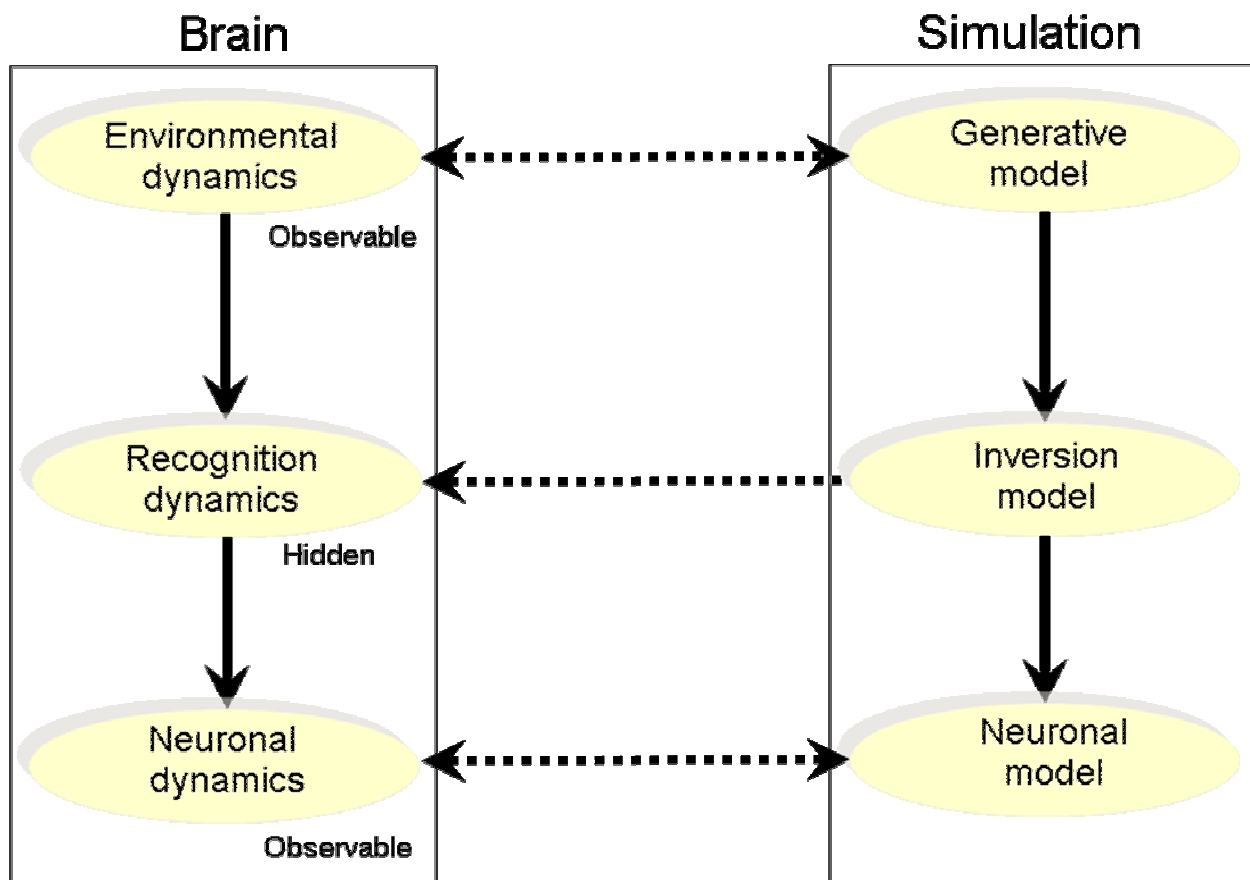 Brain
Simulation
Environmental
dynamics
Observable
Generative
model
Recognition
dynamics
Hidden
Inversion
model
Neuronal
dynamics
Observable
Neuronal
model